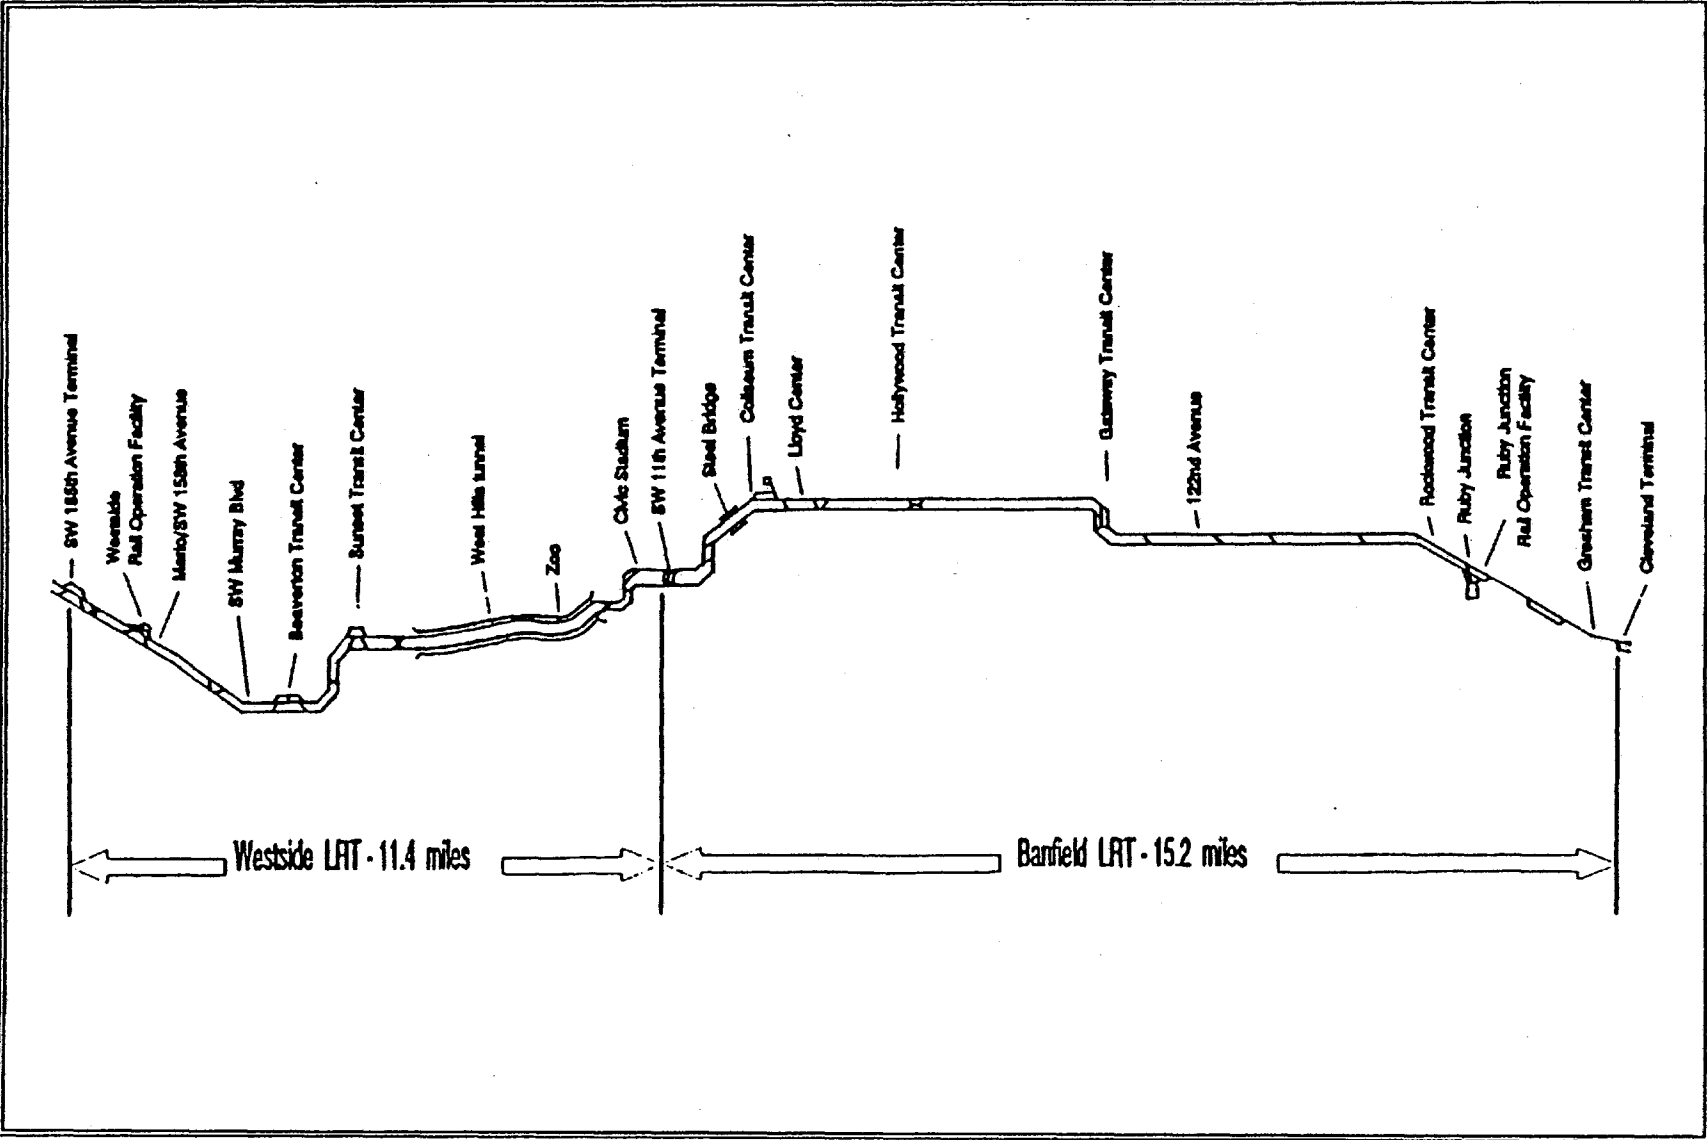 SW 185th Avenue Terminal
Westside
Rail Operation Facility
Merlo/SW 158th Avenue
SW Murray Blvd
Beaverton Transit Center
Sunset Transit Center
West Hills tunnel
Zoo
Civic Stadium
SW 11th Avenue Terminal
Steel Bridge
Coliseum Transit Center
Lloyd Center
Hollywood Transit Center
Gateway Transit Center
122nd Avenue
Rockwood Transit Center
Ruby Junction
Ruby Junction
Rail Operation Facility
Gresham Transit Center
Cleveland Terminal
Westside LRT - 11.4 miles
Banfield LRT - 15.2 miles